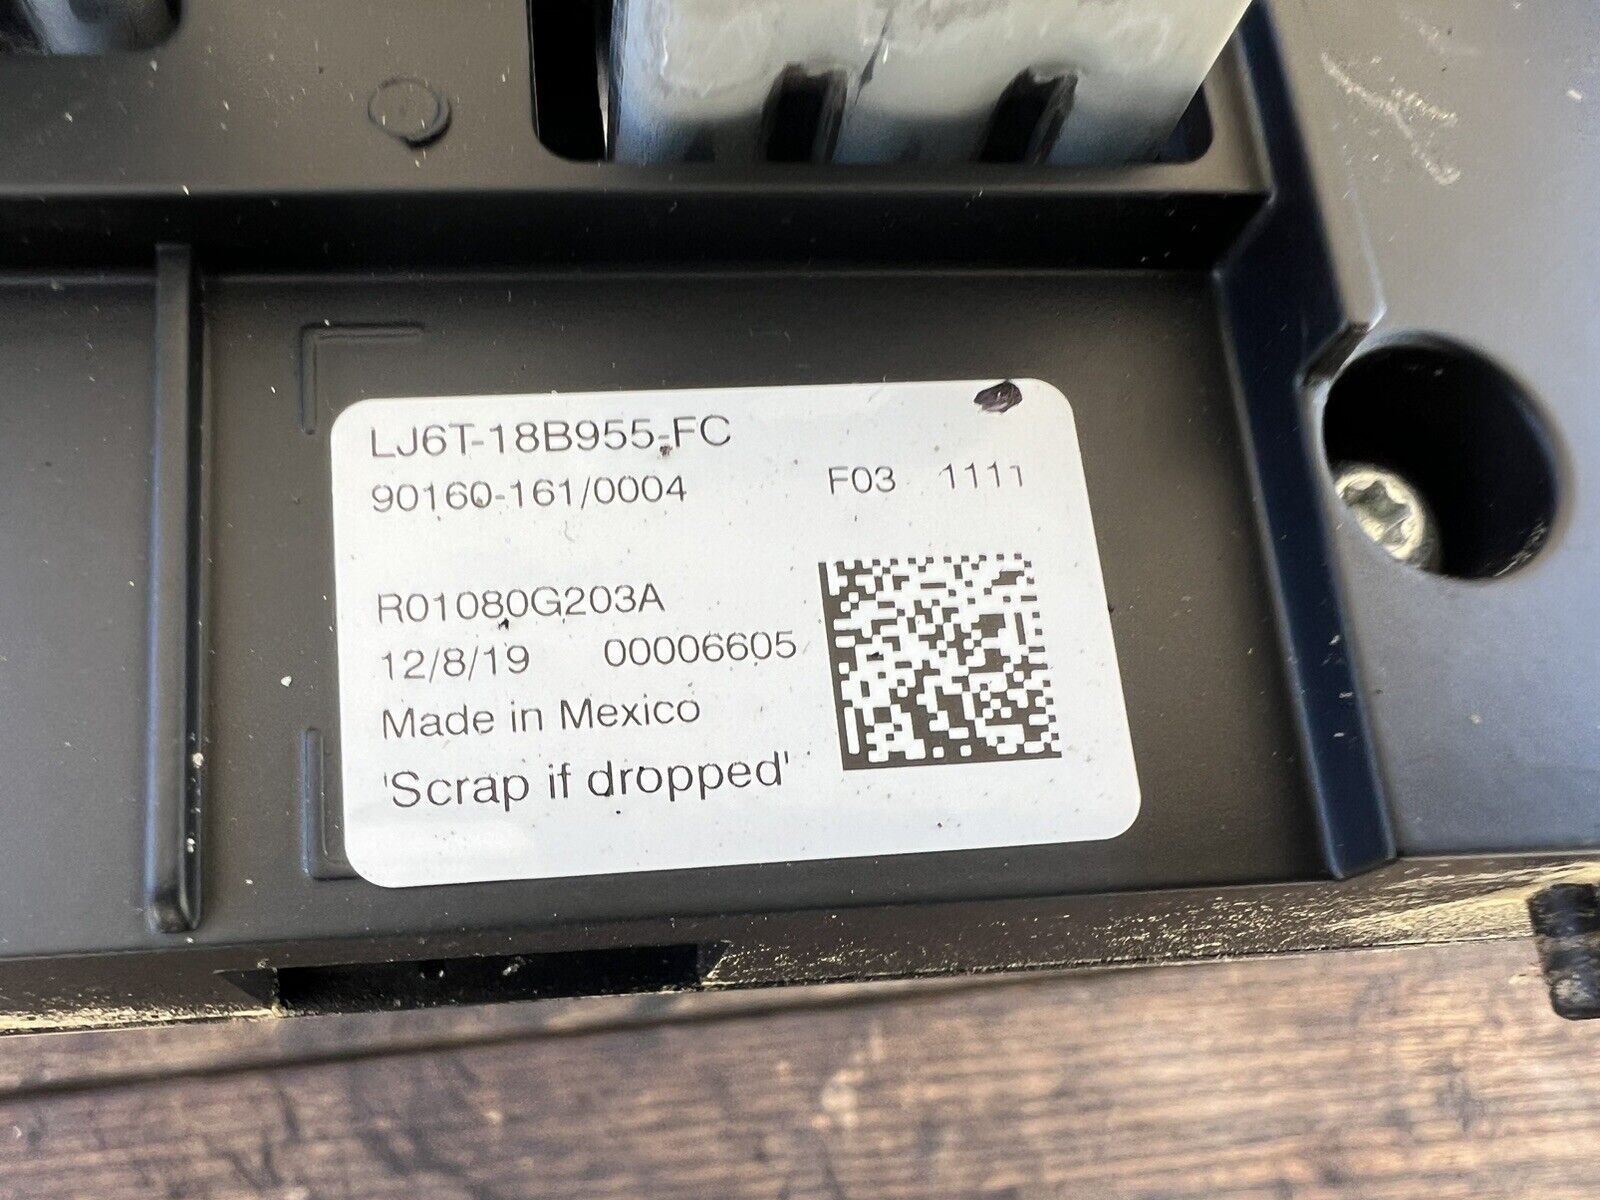 LJ6T-18B955-FC
90160-161/0004 F03 1111
R01080G203A
12/8/19 00006605
Made in Mexico
'Scrap if dropped'